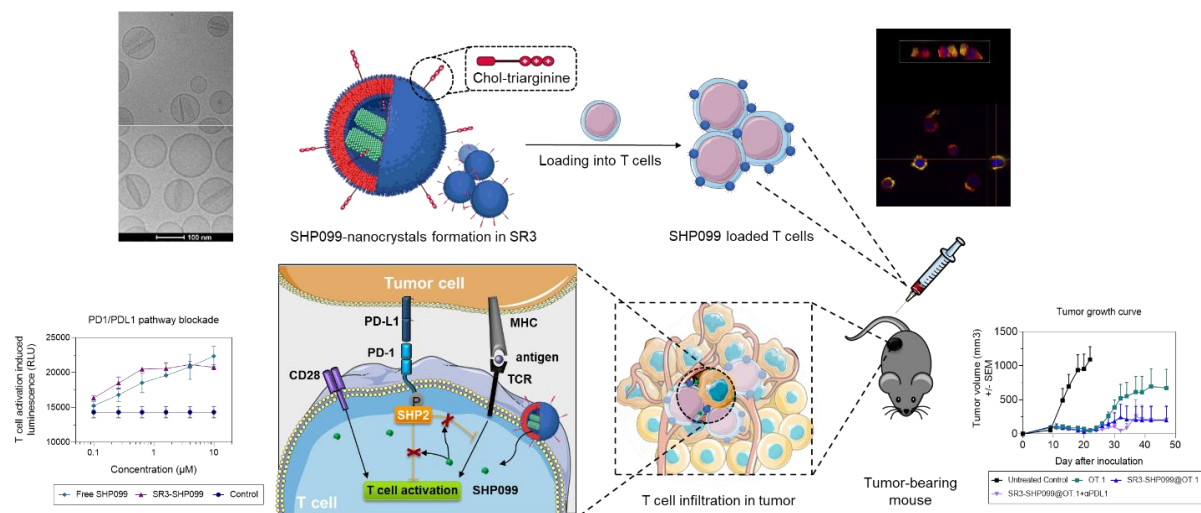 100 nm
Chol-triarginine
Loading into T cells
SHP099-nanocrystals formation in SR3
SHP099 loaded T cells
PD1/PDL1 pathway blockade
T cell activation induced
luminescence (RLU)
25000
20000
15000
10000
0.1
1
10
Concentration (µM)
Free SHP099
SR3-SHP099
Control
Tumor cell
PD-L1
MHC
PD-1
antigen
CD28
TCR
P
SHP2
T cell activation
SHP099
T cell
T cell infiltration in tumor
Tumor-bearing
mouse
Tumor growth curve
Tumor volume (mm3)
+/- SEM
1500
1000
500
0
0
10
20
30
40
50
Day after inoculation
Untreated Control
OT.1
SR3-SHP099@OT.1
SR3-SHP099@OT.1+αPDL1